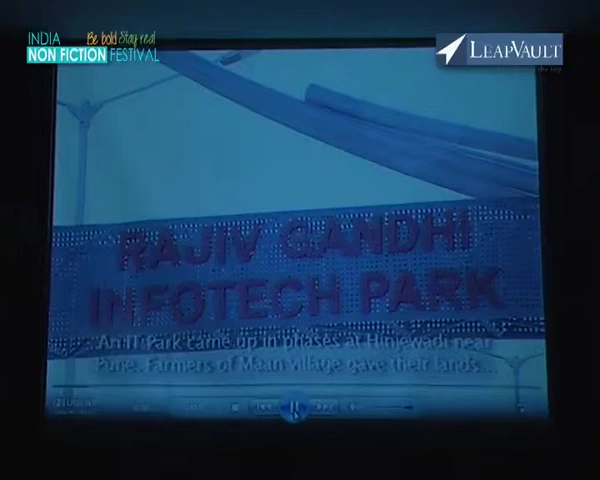 INDIA
NON FICTION FESTIVAL
Be bold Stay real
LEAPVAULT
RAJIV GANDHI
INFOTECH PARK
An IT Park came up in phases at Hinjewadi near
Pune. Farmers of Maan village gave their lands...